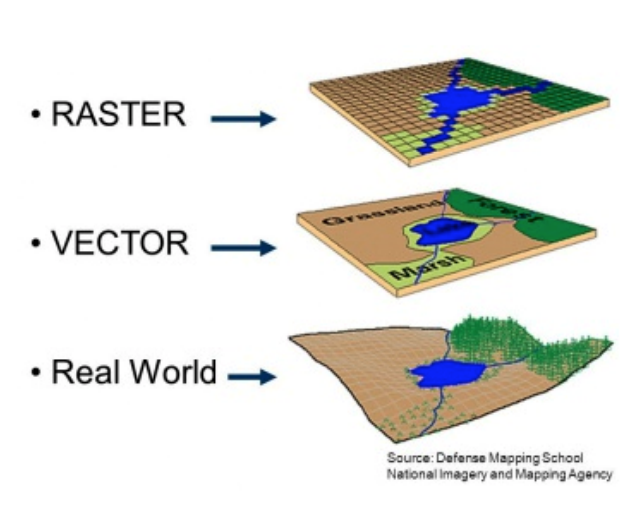 • RASTER
Grassland
Forest
• VECTOR
Lake
Marsh
• Real World
Source: Defense Mapping School
National Imagery and Mapping Agency